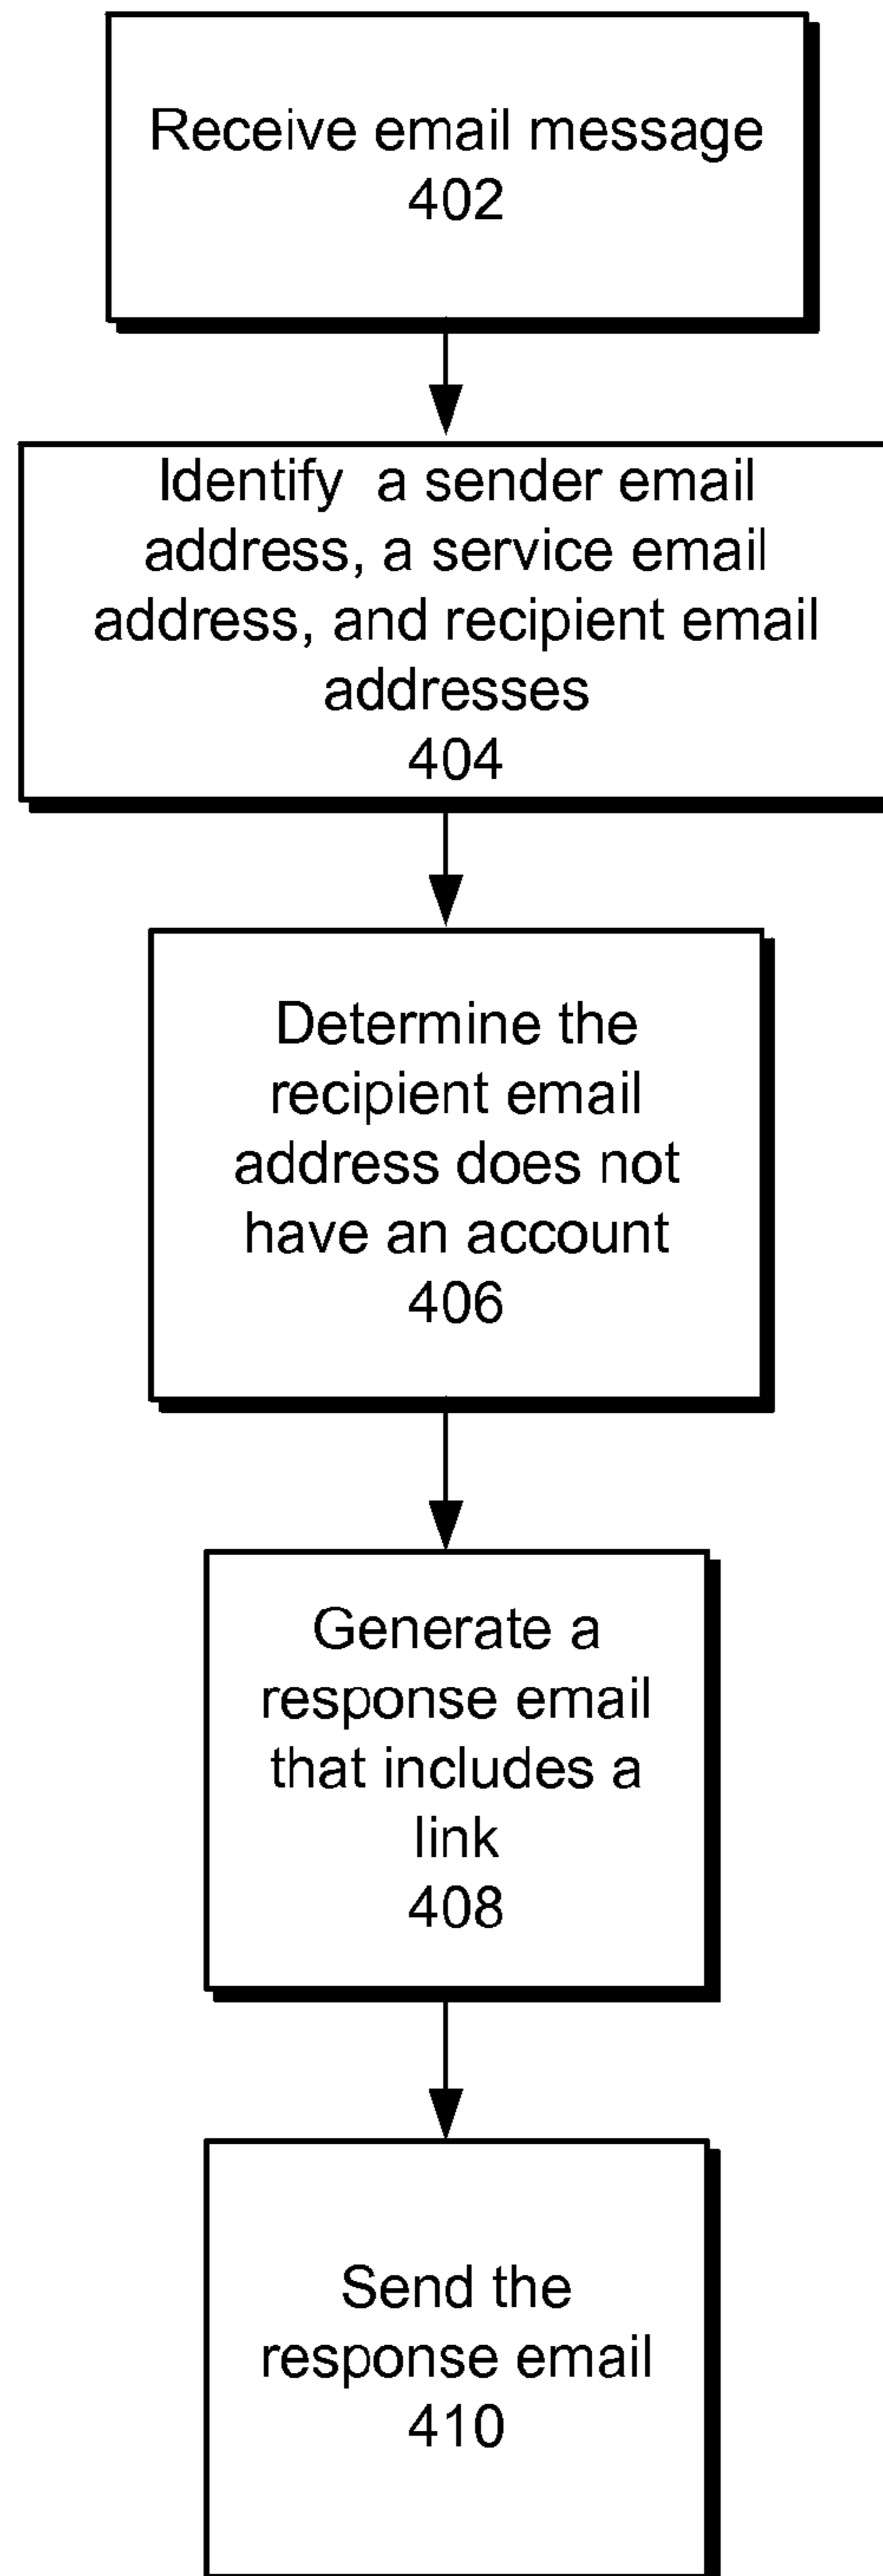 Receive email message
402
Identify a sender email
address, a service email
address, and recipient email
addresses
404
Determine the
recipient email
address does not
have an account
406
Generate a
response email
that includes a
link
408
Send the
response email
410